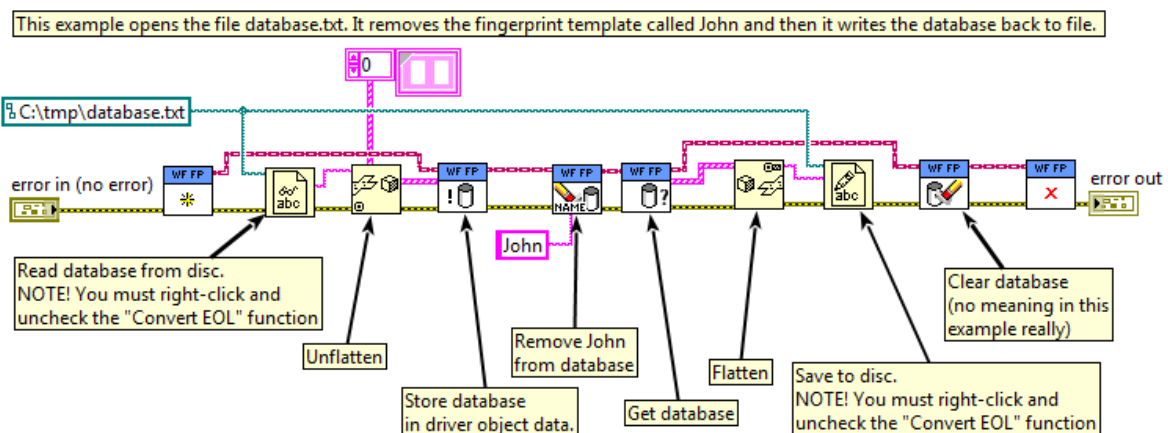 This example opens the file database.txt. It removes the fingerprint template called John and then it writes the database back to file.
0
C:\tmp\database.txt
error in (no error)
WF FP
abc
WF FP
!
WF FP
NAME
WF FP
?
abc
WF FP
WF FP
error out
John
Read database from disc.
NOTE! You must right-click and
uncheck the "Convert EOL" function
Unflatten
Store database
in driver object data.
Remove John
from database
Get database
Flatten
Save to disc.
NOTE! You must right-click and
uncheck the "Convert EOL" function
Clear database
(no meaning in this
example really)